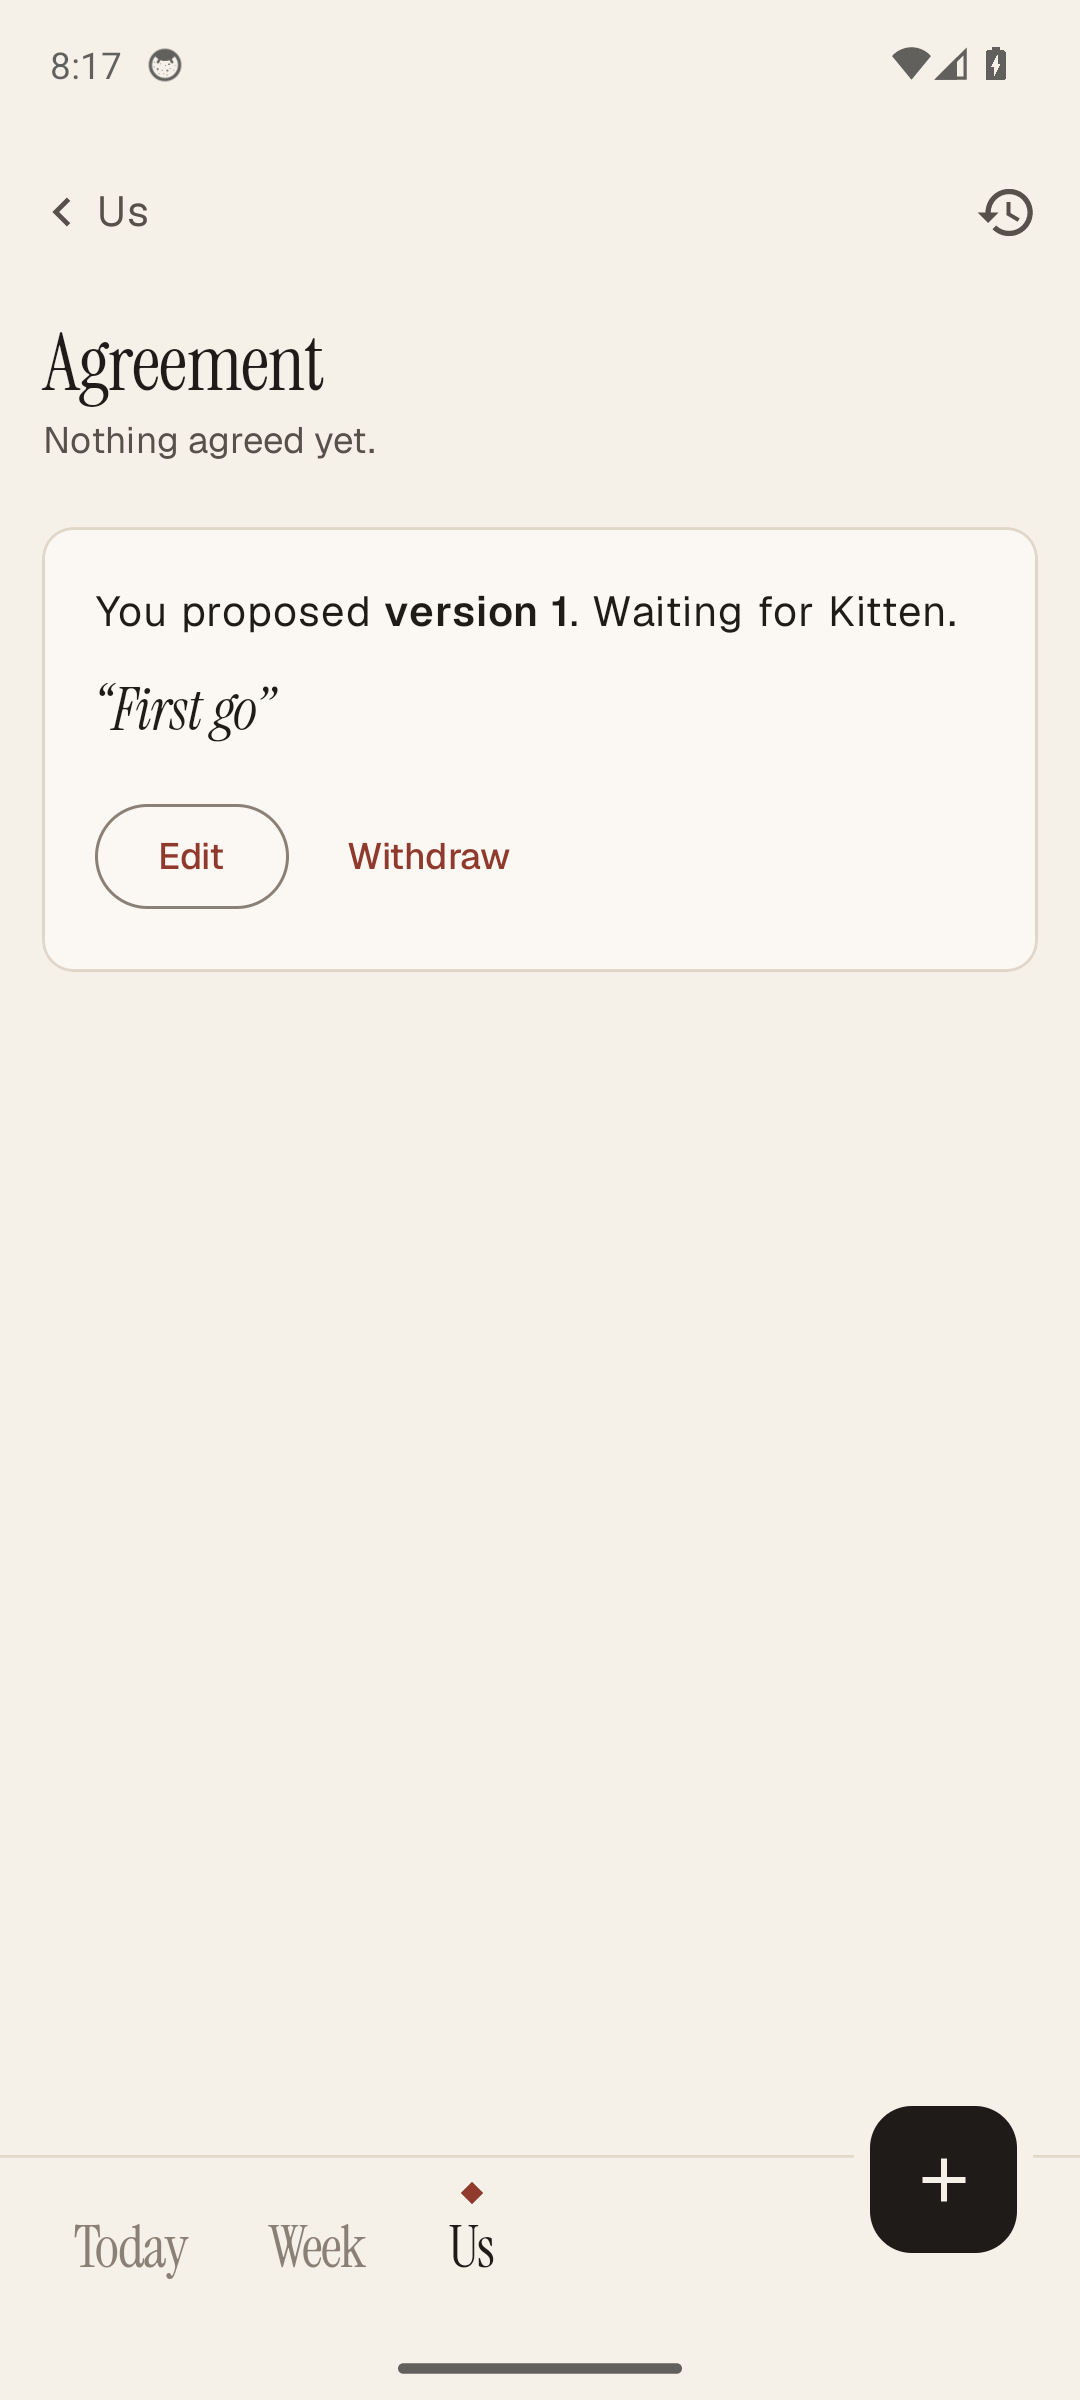 8:17
Us
Agreement
Nothing agreed yet.
You proposed version 1. Waiting for Kitten.
“First go”
Edit
Withdraw
Today
Week
Us